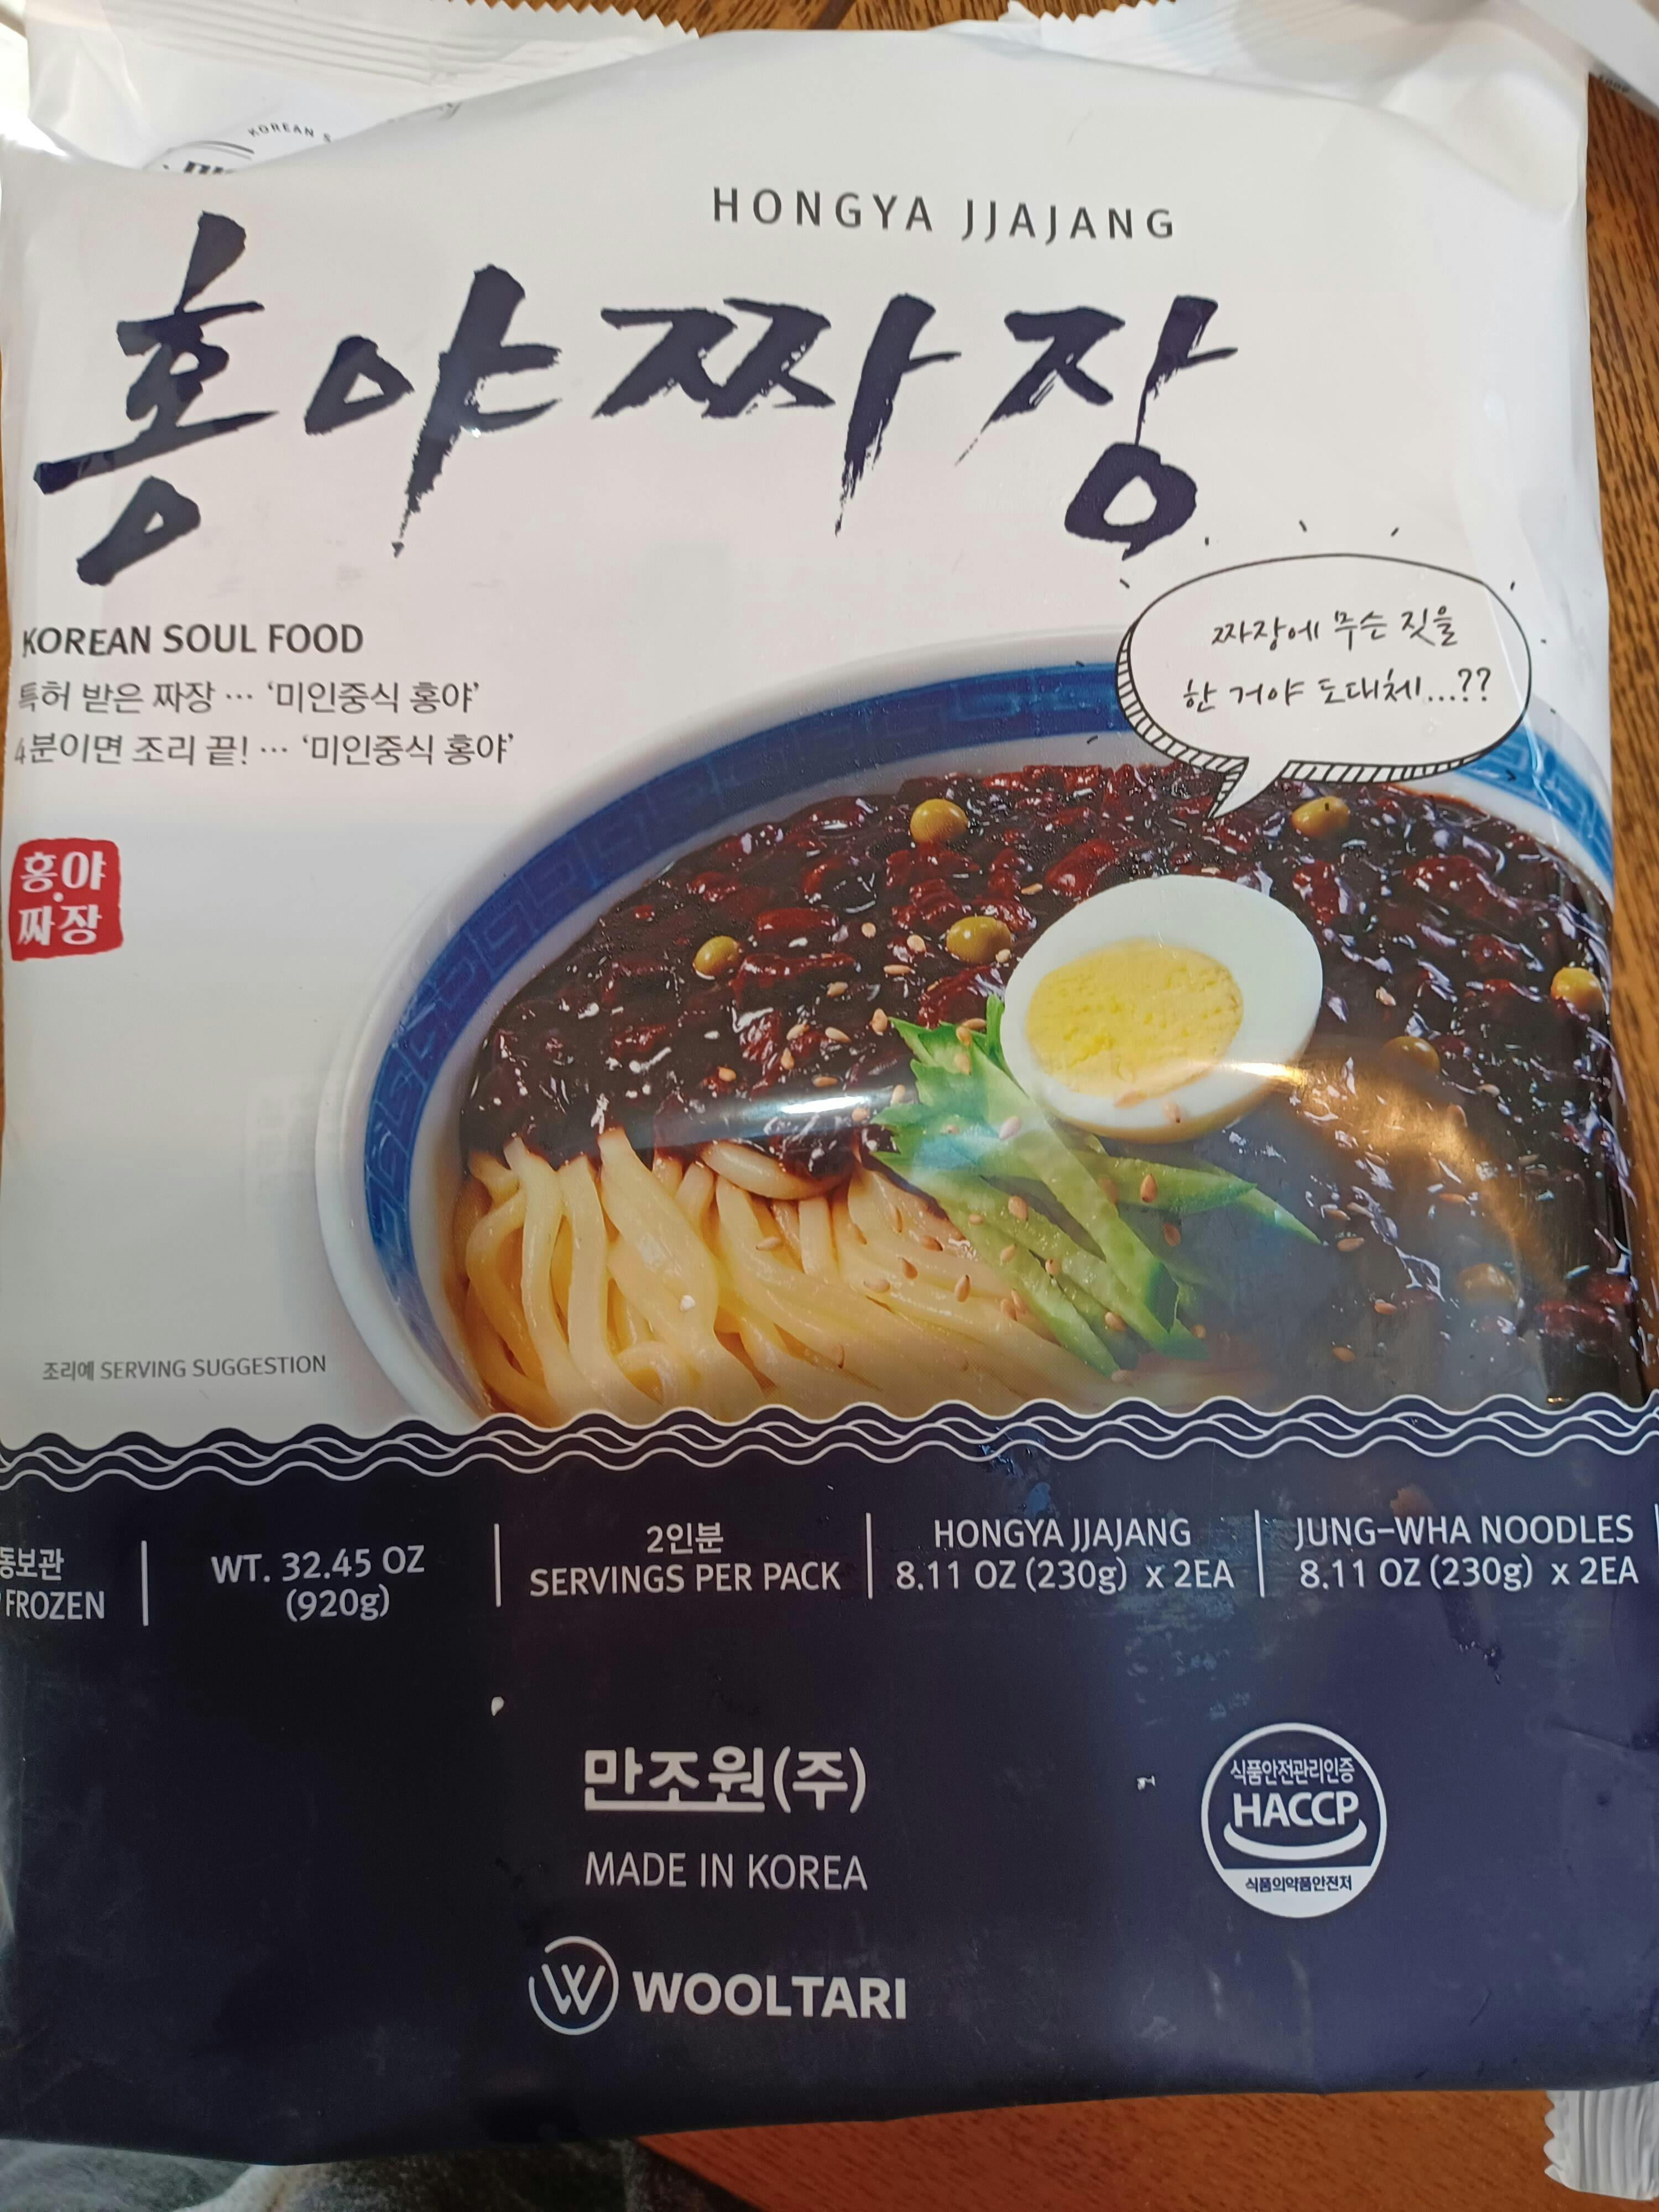 KOREAN S
HONGYA JJAJANG
홍야짜장
KOREAN SOUL FOOD
특허 받은 짜장 … ‘미인중식 홍야’
4분이면 조리 끝! … ‘미인중식 홍야’
짜장에 무슨 짓을
한 거야 도대체...??
홍야
짜장
조리예 SERVING SUGGESTION
동보관
FROZEN
WT. 32.45 OZ
(920g)
2인분
SERVINGS PER PACK
HONGYA JJAJANG
8.11 OZ (230g) x 2EA
JUNG-WHA NOODLES
8.11 OZ (230g) x 2EA
만조원(주)
MADE IN KOREA
식품안전관리인증
HACCP
식품의약품안전처
WOOLTARI